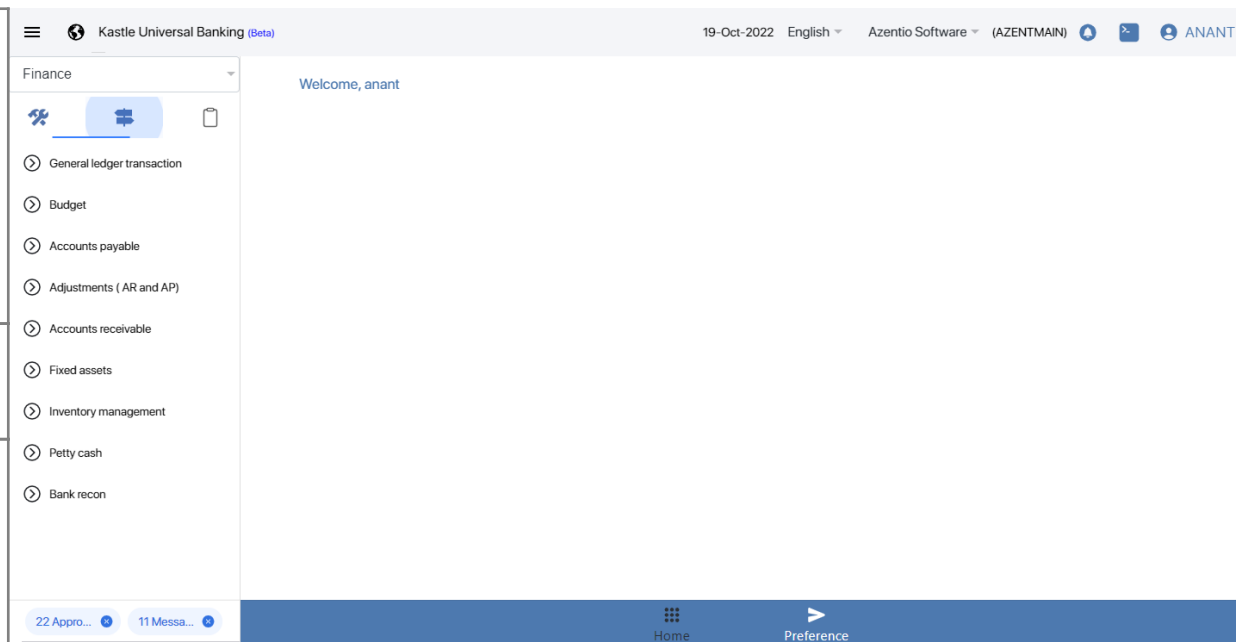 Kastle Universal Banking (Beta)
19-Oct-2022 English Azentio Software (AZENTMAIN) ANANT
Finance
Welcome, anant
General ledger transaction
Budget
Accounts payable
Adjustments ( AR and AP)
Accounts receivable
Fixed assets
Inventory management
Petty cash
Bank recon
22 Appro... 11 Messa...
Home Preference